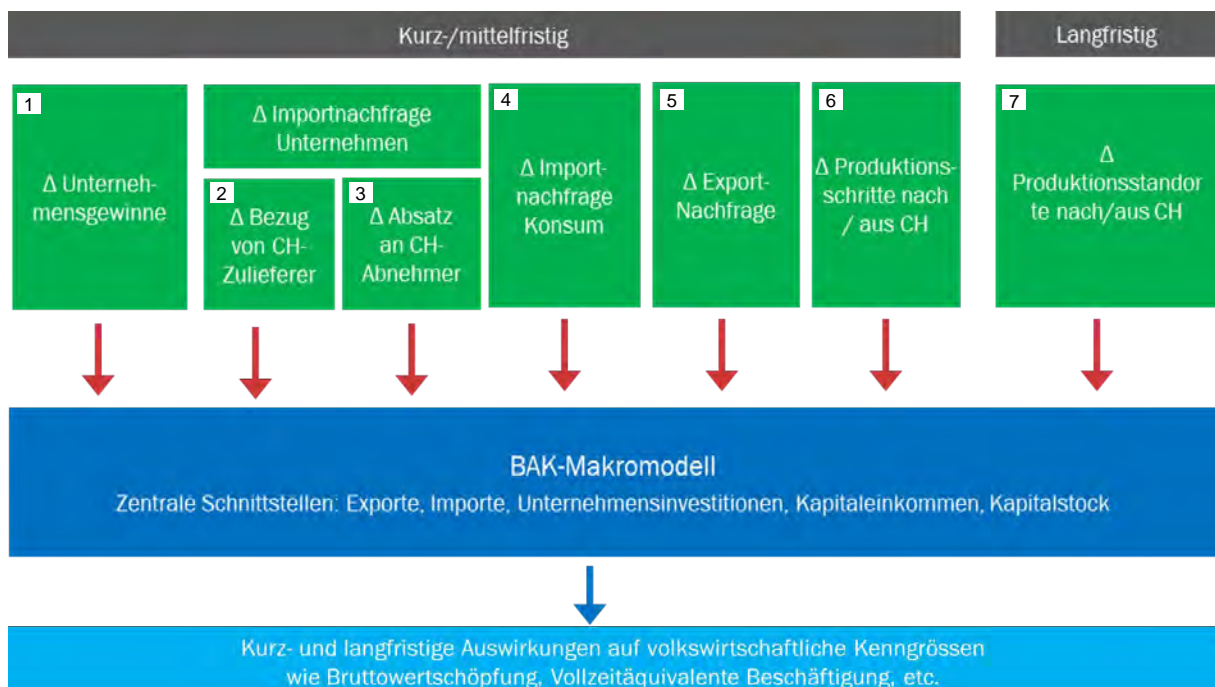 Kurz-/mittelfristig
Langfristig
1
Δ Unterneh-
mensgewinne
Δ Importnachfrage
Unternehmen
2
Δ Bezug
von CH-
Zulieferer
3
Δ Absatz
an CH-
Abnehmer
4
Δ Import-
nachfrage
Konsum
5
Δ Export-
Nachfrage
6
Δ Produktions-
schritte nach
/ aus CH
7
Δ
Produktionsstandor
te nach/aus CH
BAK-Makromodell
Zentrale Schnittstellen: Exporte, Importe, Unternehmensinvestitionen, Kapitaleinkommen, Kapitalstock
Kurz- und langfristige Auswirkungen auf volkswirtschaftliche Kenngrössen
wie Bruttowertschöpfung, Vollzeitäquivalente Beschäftigung, etc.